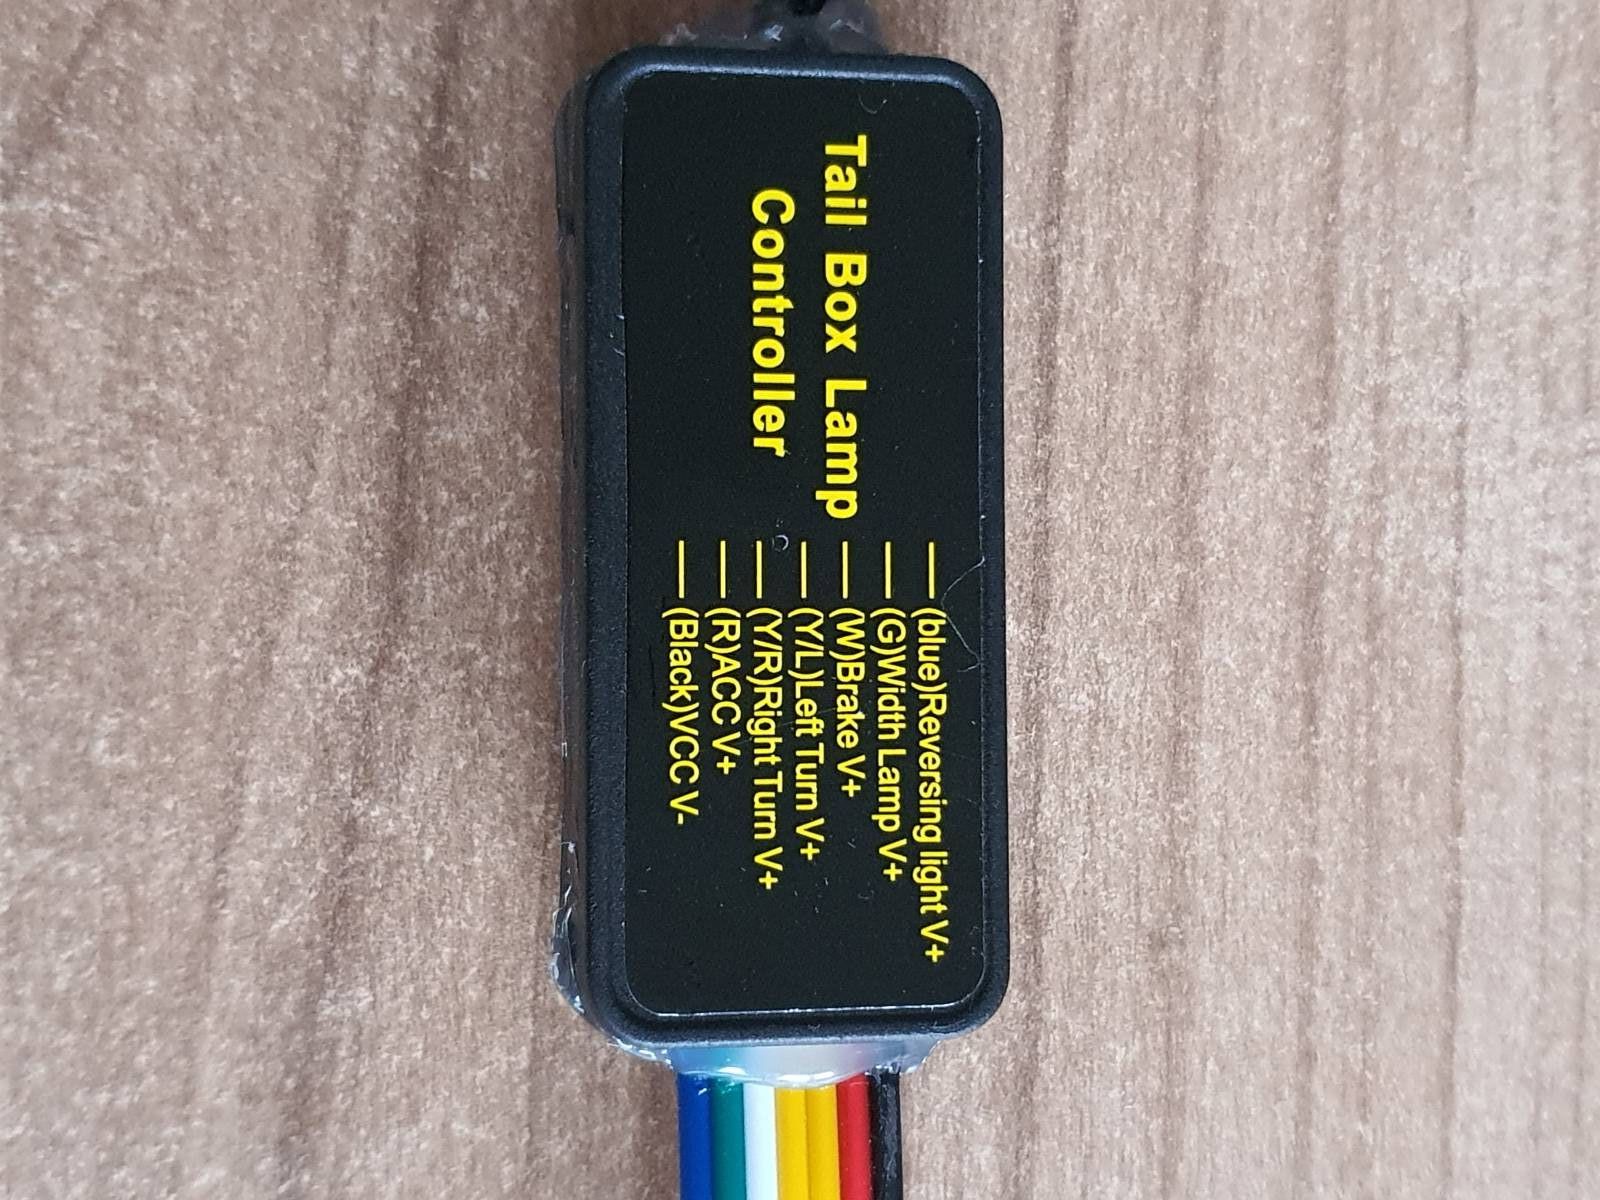 Tail Box Lamp
Controller
(blue)Reversing light V+
(G)Width Lamp V+
(W)Brake V+
(Y/L)Left Turn V+
(Y/R)Right Turn V+
(R)ACC V+
(Black)VCC V-